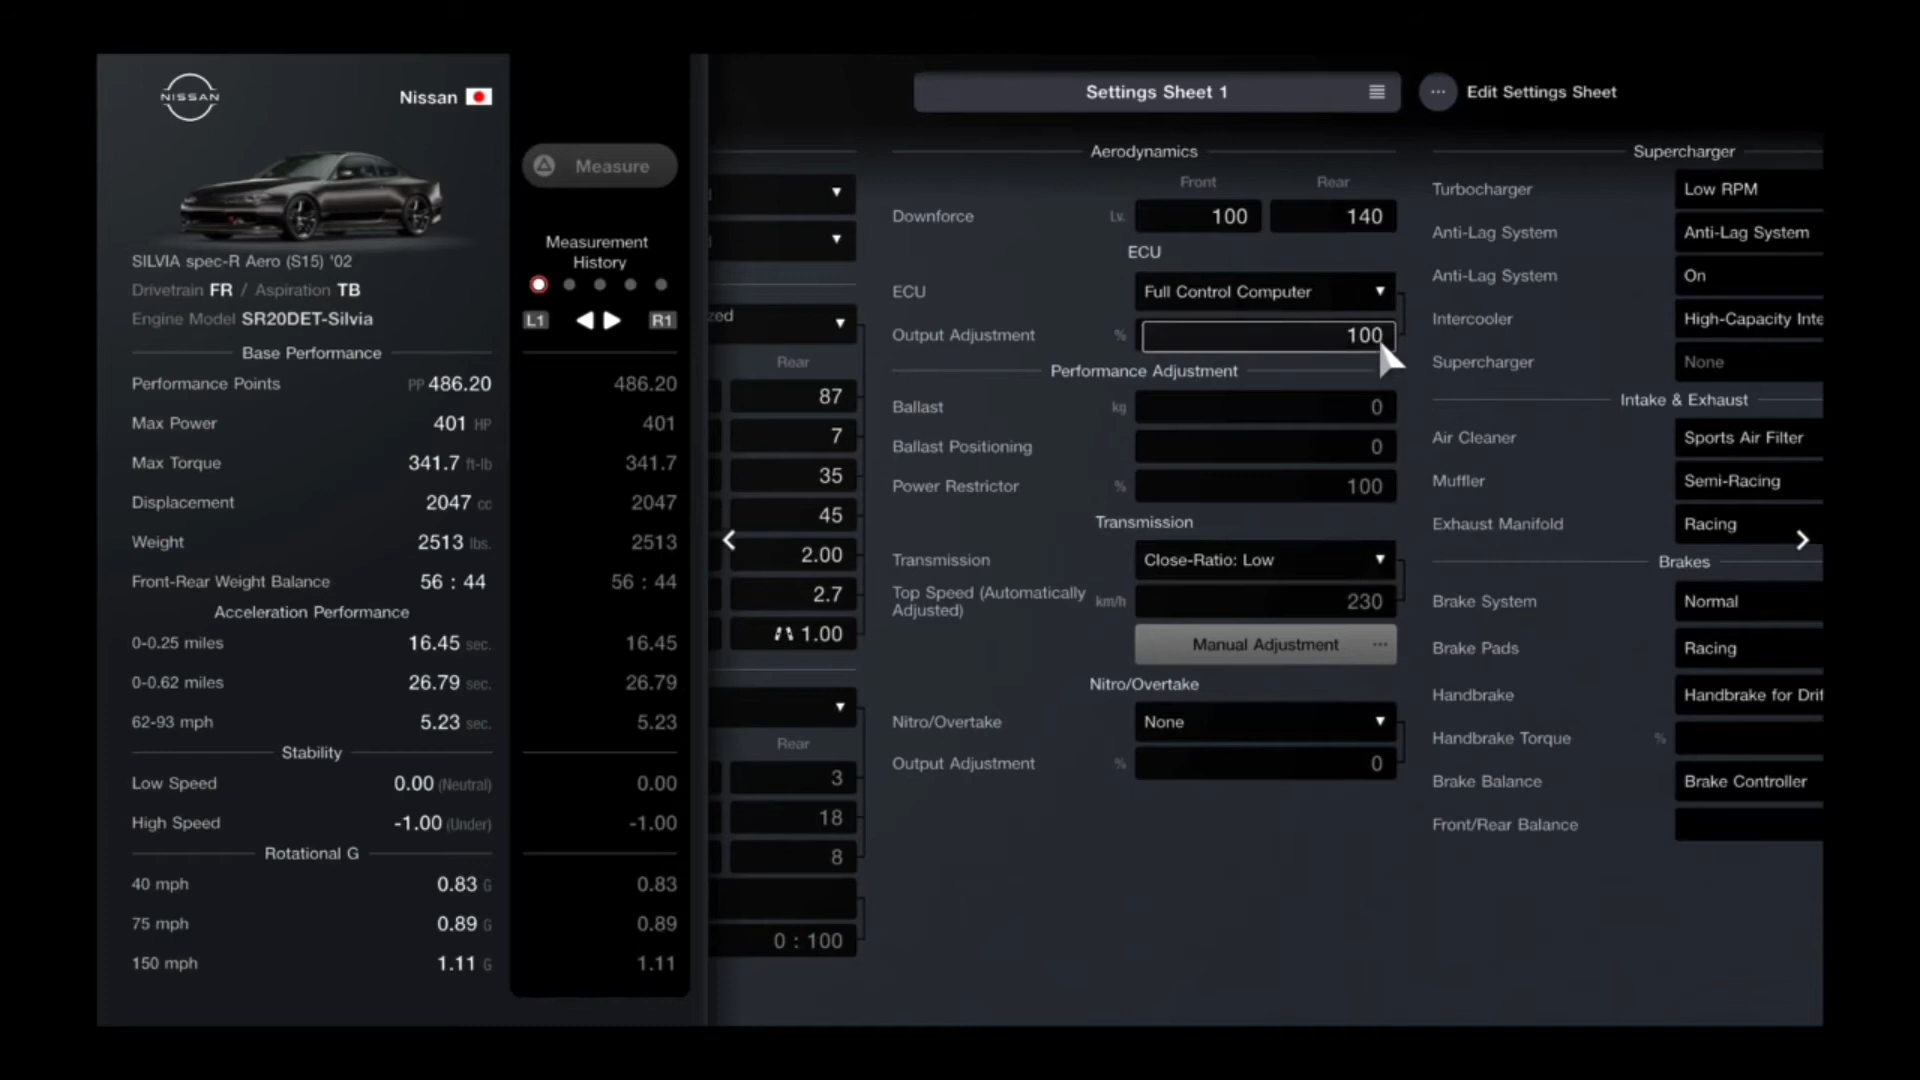 NISSAN
Nissan
SILVIA spec-R Aero (S15) '02
Drivetrain FR / Aspiration TB
Engine Model SR20DET-Silvia
Base Performance
Performance Points PP 486.20
Max Power 401 HP
Max Torque 341.7 ft-lb
Displacement 2047 cc
Weight 2513 lbs.
Front-Rear Weight Balance 56 : 44
Acceleration Performance
0-0.25 miles 16.45 sec.
0-0.62 miles 26.79 sec.
62-93 mph 5.23 sec.
Stability
Low Speed 0.00 (Neutral)
High Speed -1.00 (Under)
Rotational G
40 mph 0.83 G
75 mph 0.89 G
150 mph 1.11 G
Measure
Measurement
History
L1 R1
486.20
401
341.7
2047
2513
56 : 44
16.45
26.79
5.23
0.00
-1.00
0.83
0.89
1.11
zed
Rear
87
7
35
45
2.00
2.7
1.00
Rear
3
18
8
0 : 100
Settings Sheet 1
Edit Settings Sheet
Aerodynamics
Front Rear
Downforce Lv. 100 140
ECU
ECU Full Control Computer
Output Adjustment % 100
Performance Adjustment
Ballast kg 0
Ballast Positioning 0
Power Restrictor % 100
Transmission
Transmission Close-Ratio: Low
Top Speed (Automatically
Adjusted) km/h 230
Manual Adjustment
Nitro/Overtake
Nitro/Overtake None
Output Adjustment % 0
Supercharger
Turbocharger Low RPM
Anti-Lag System Anti-Lag System
Anti-Lag System On
Intercooler High-Capacity Inte
Supercharger None
Intake & Exhaust
Air Cleaner Sports Air Filter
Muffler Semi-Racing
Exhaust Manifold Racing
Brakes
Brake System Normal
Brake Pads Racing
Handbrake Handbrake for Drif
Handbrake Torque %
Brake Balance Brake Controller
Front/Rear Balance